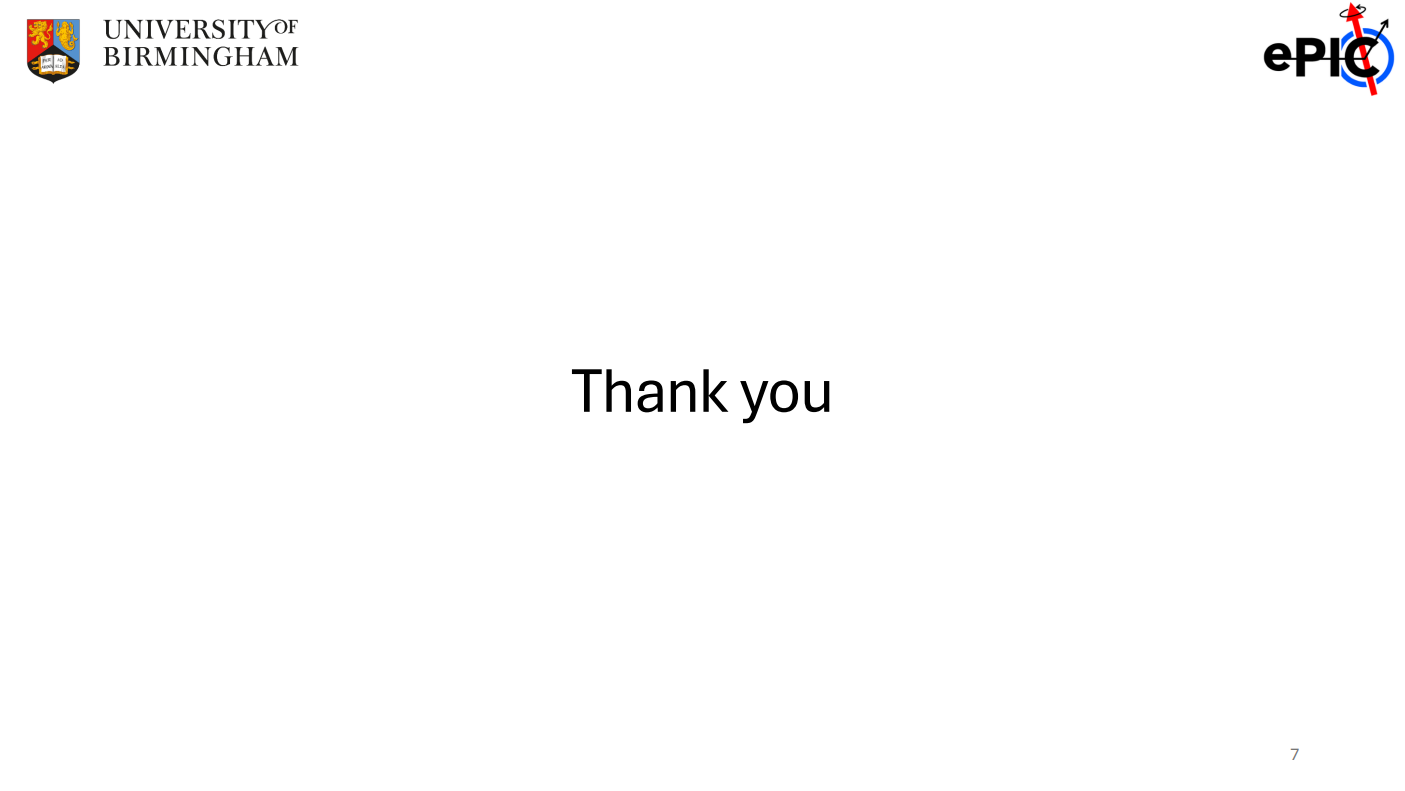 UNIVERSITY OF
BIRMINGHAM
ePIC
Thank you
7